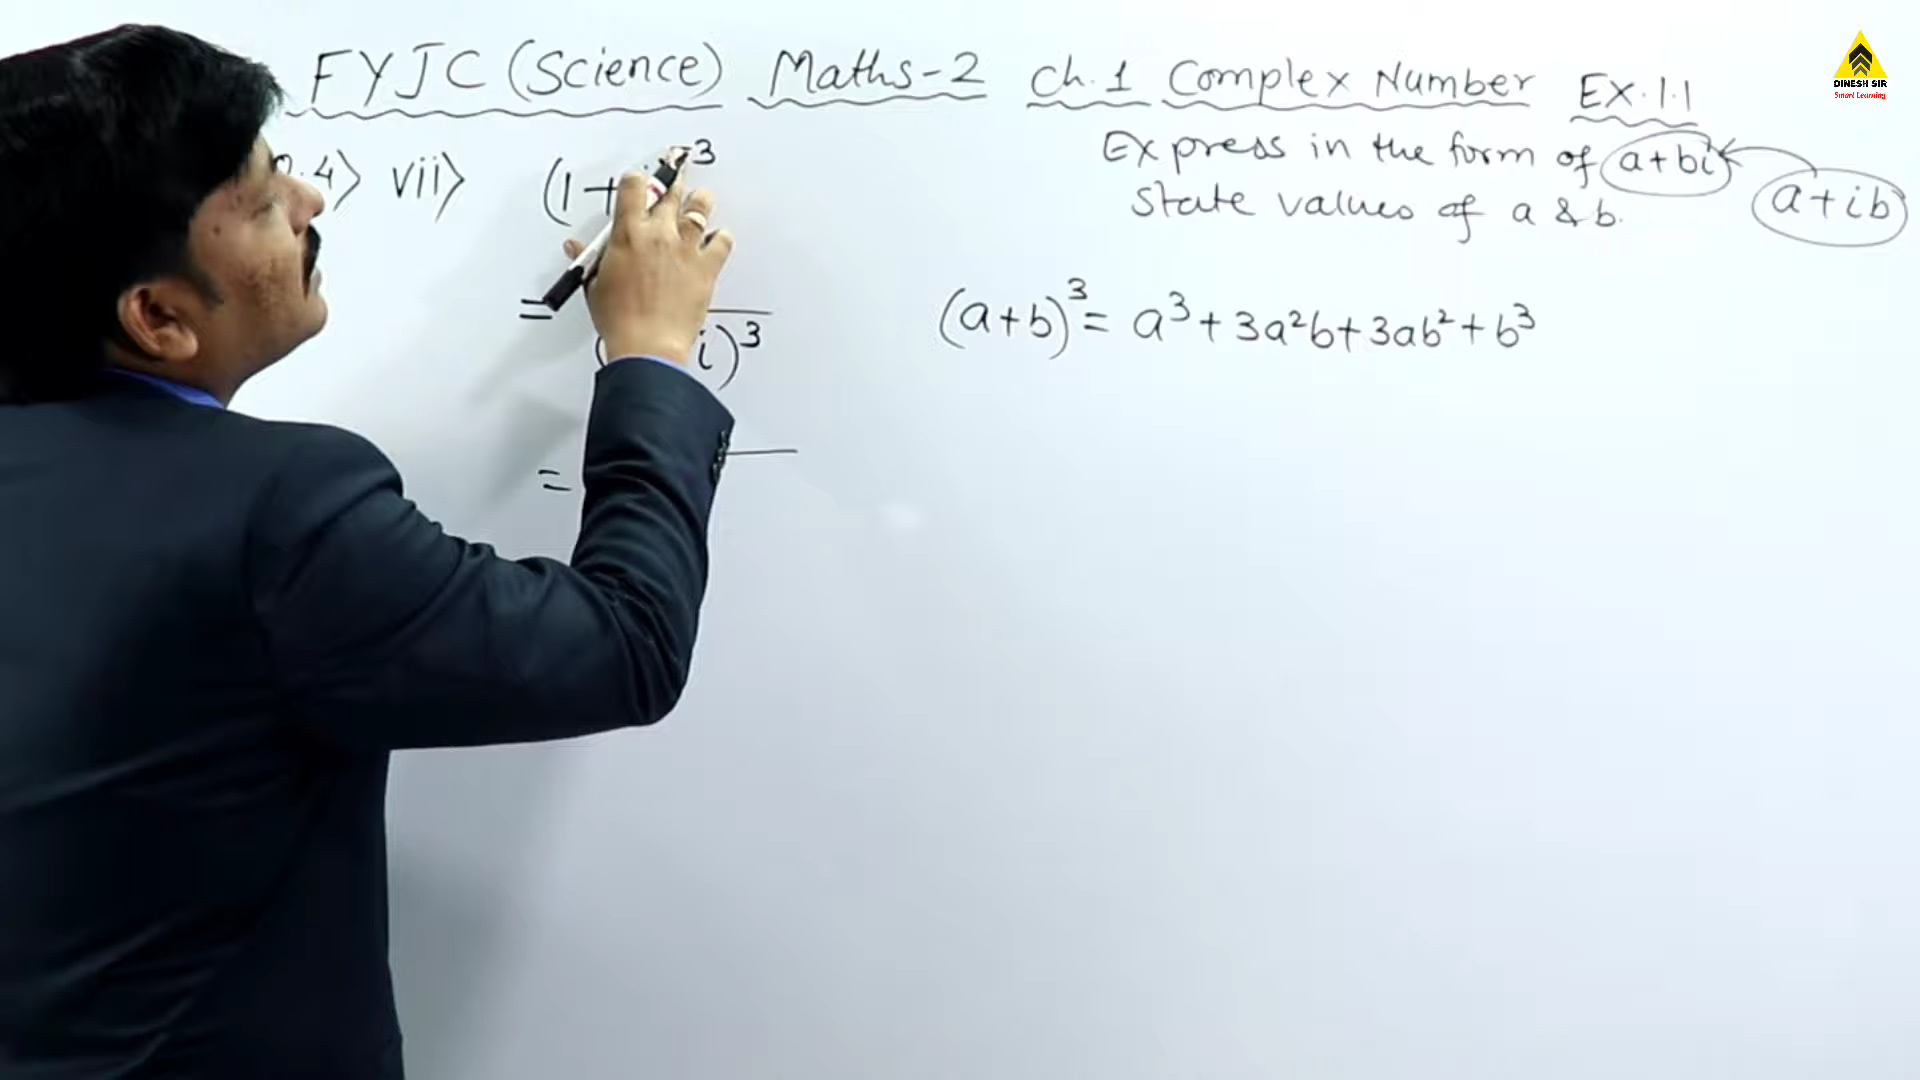 FYJC (Science) Maths-2 Ch.1 Complex Number EX.1.1
Express in the form of a+bi
State values of a & b.
a+ib
.4) vii) (1+ -3
(a+b)³ = a³+3a²b+3ab²+b³
=
i)³
=
DINESH SIR
Smart Learning